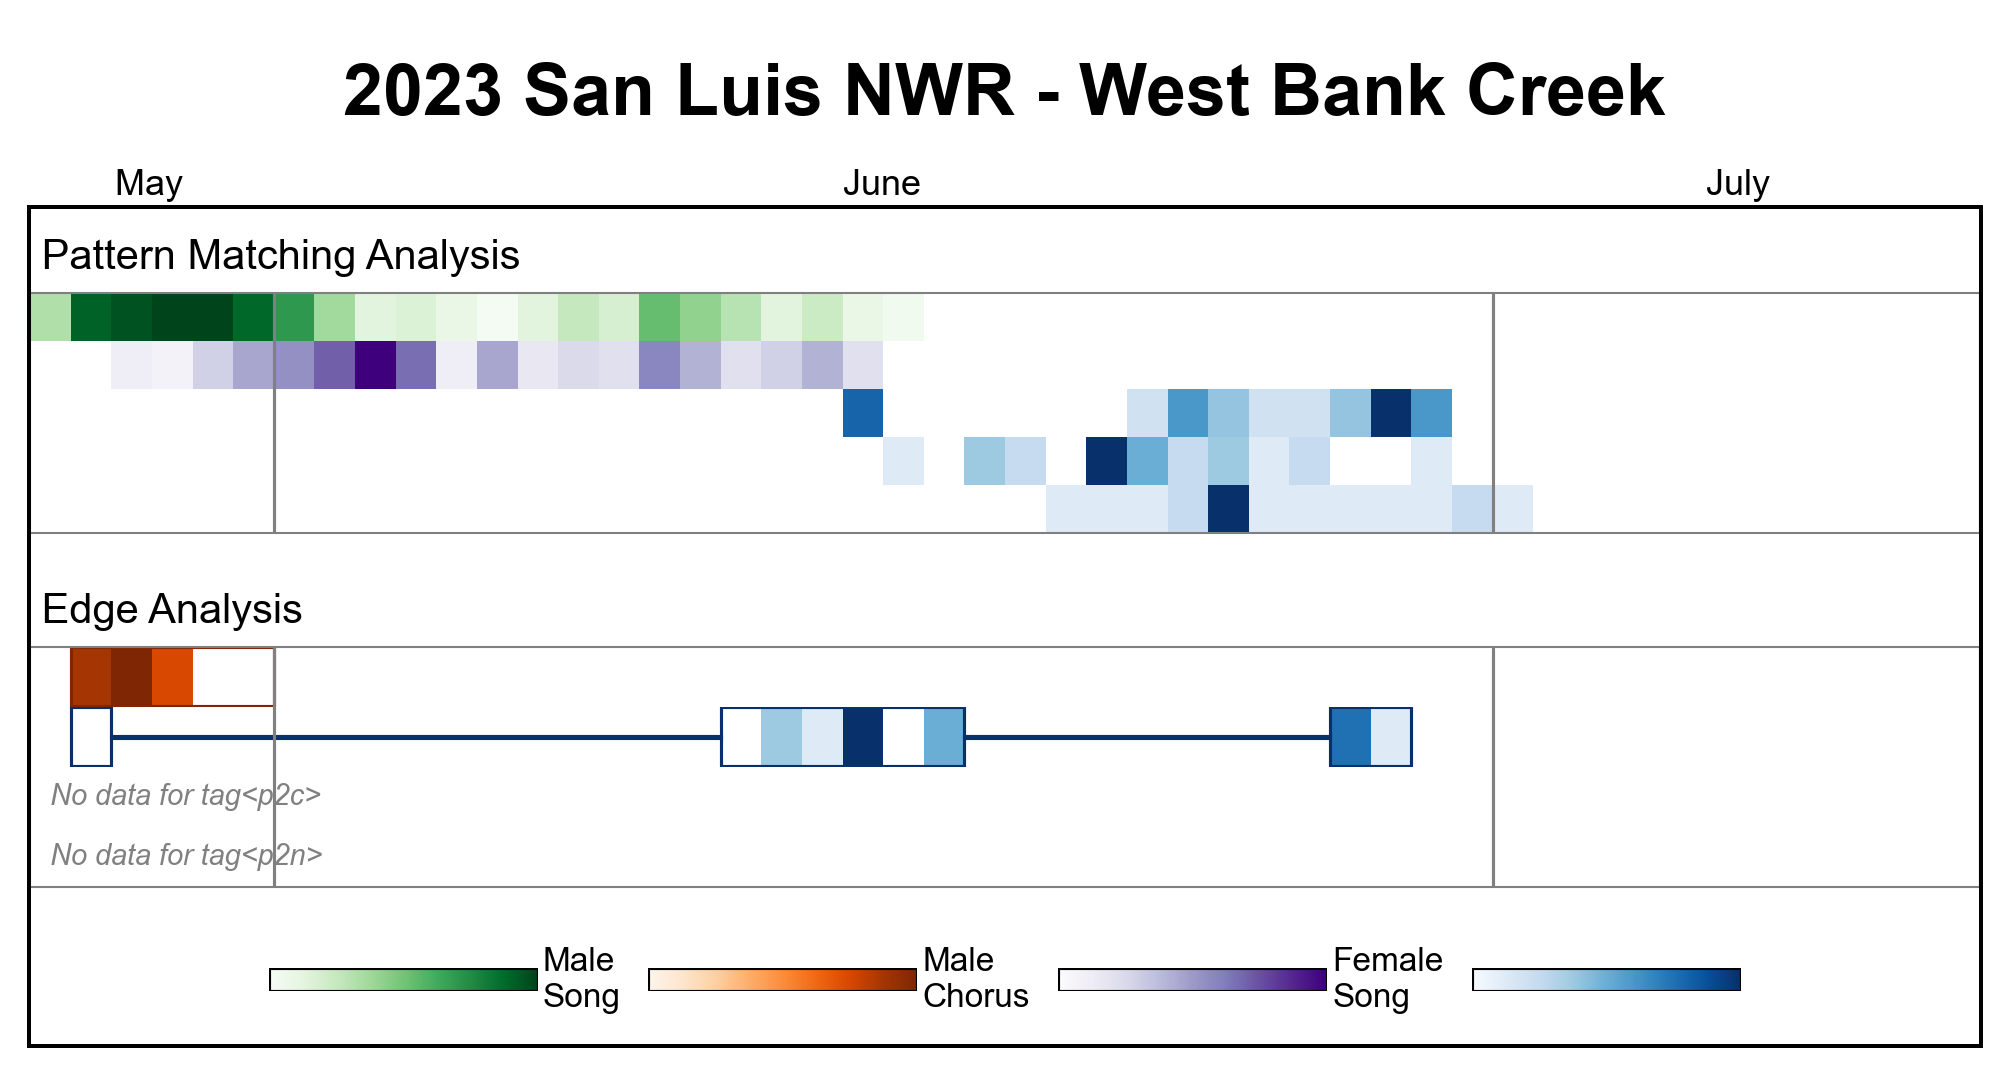 2023 San Luis NWR - West Bank Creek
May June July
Pattern Matching Analysis
Edge Analysis
No data for tag<p2c>
No data for tag<p2n>
Male
Song
Male
Chorus
Female
Song